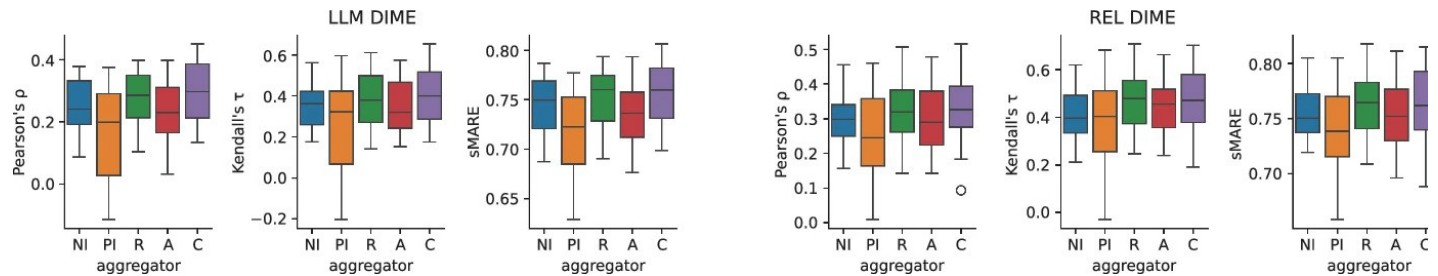 LLM DIME
Pearson's ρ
0.4
0.2
0.0
NI PI R A C
aggregator
Kendall's τ
0.6
0.4
0.2
0.0
−0.2
NI PI R A C
aggregator
sMARE
0.80
0.75
0.70
0.65
NI PI R A C
aggregator
REL DIME
Pearson's ρ
0.5
0.4
0.3
0.2
0.1
0.0
NI PI R A C
aggregator
Kendall's τ
0.6
0.4
0.2
0.0
NI PI R A C
aggregator
sMARE
0.80
0.75
0.70
NI PI R A C
aggregator